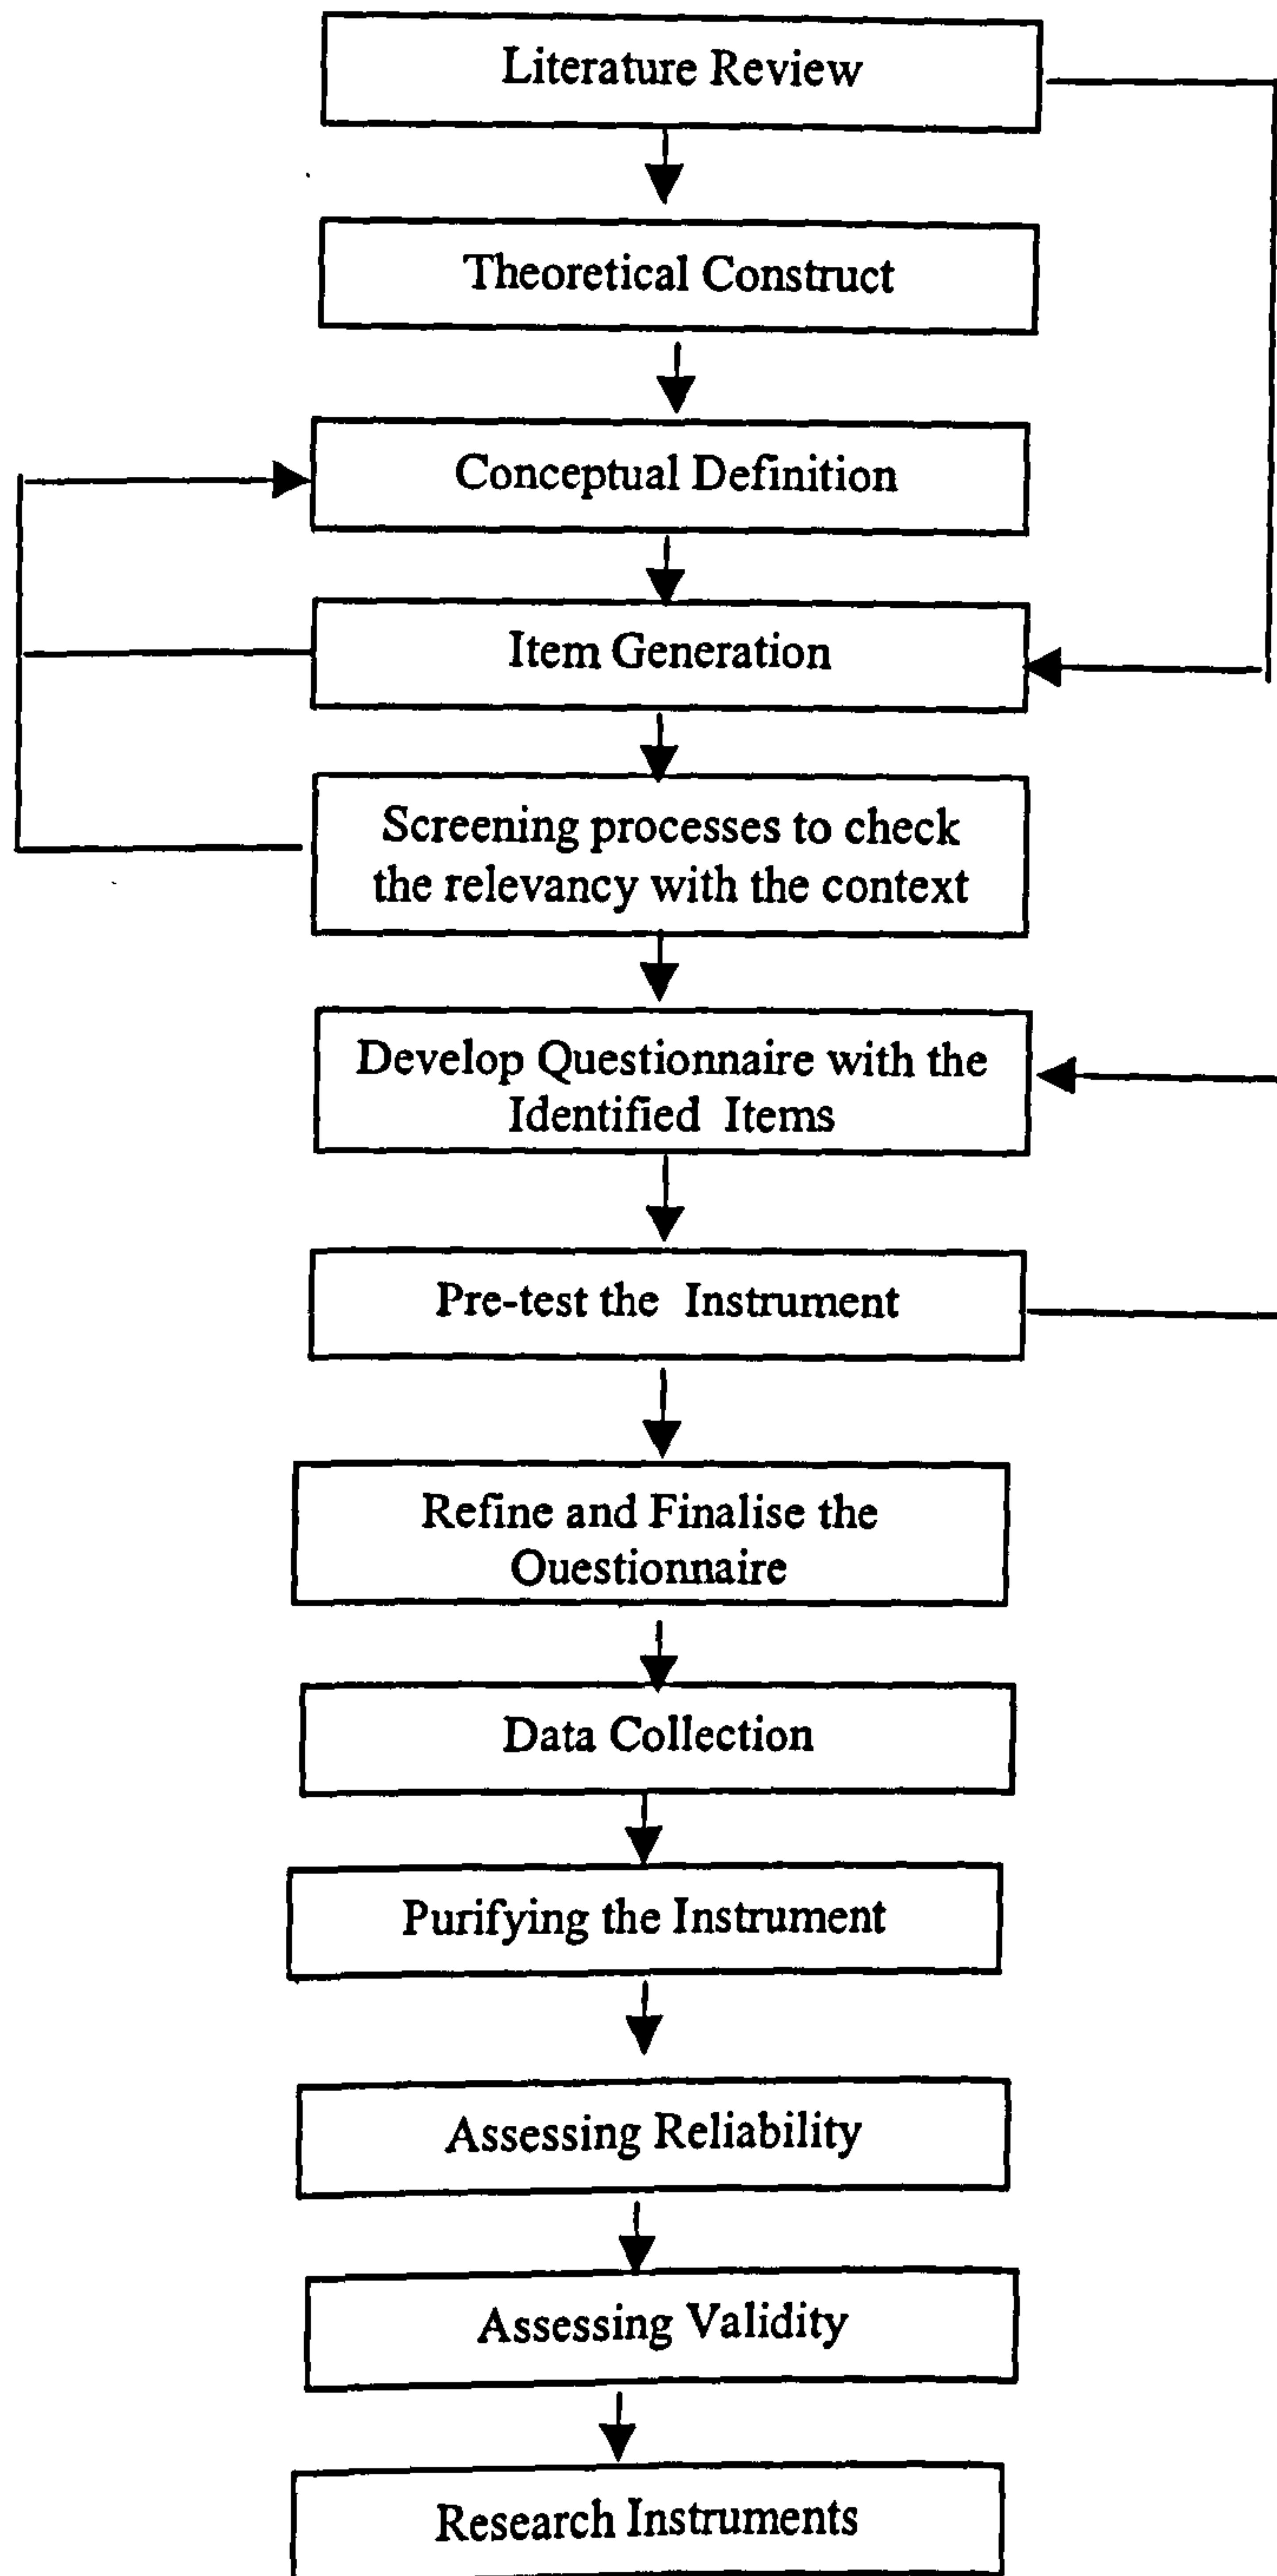 Literature Review
Theoretical Construct
Conceptual Definition
Item Generation
Screening processes to check
the relevancy with the context
Develop Questionnaire with the
Identified Items
Pre-test the Instrument
Refine and Finalise the
Questionnaire
Data Collection
Purifying the Instrument
Assessing Reliability
Assessing Validity
Research Instruments